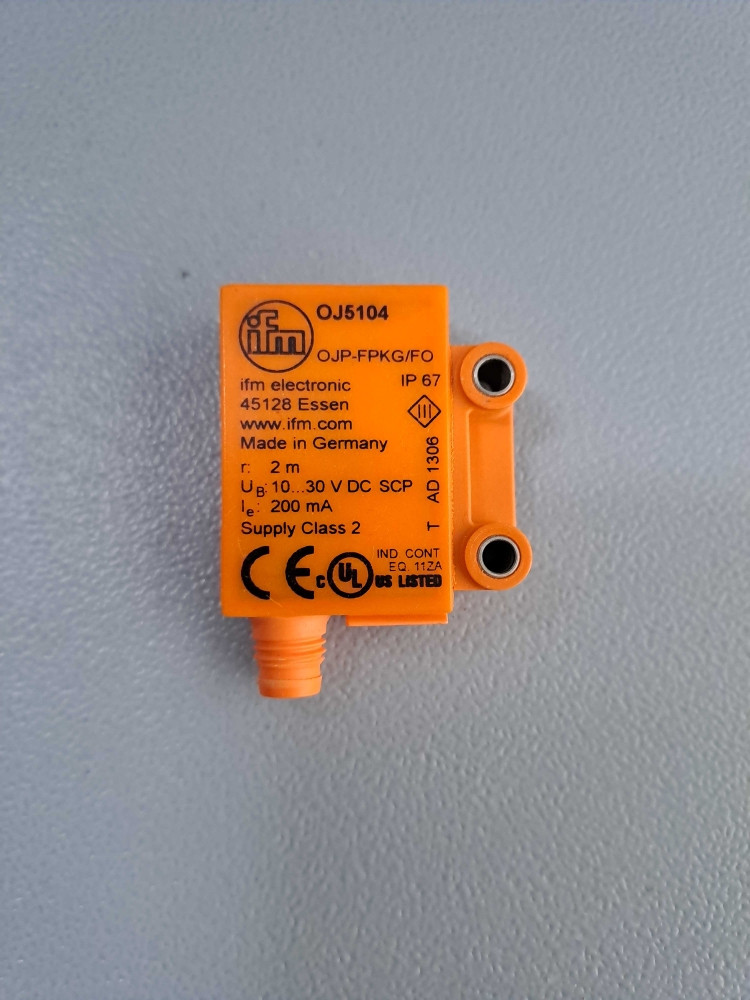 ifm
OJ5104
OJP-FPKG/FO
ifm electronic
IP 67
45128 Essen
III
www.ifm.com
Made in Germany
r: 2 m
UB: 10...30 V DC SCP
Ie: 200 mA
Supply Class 2
T AD 1306
CE
c UL US LISTED
IND CONT
EQ. 11ZA